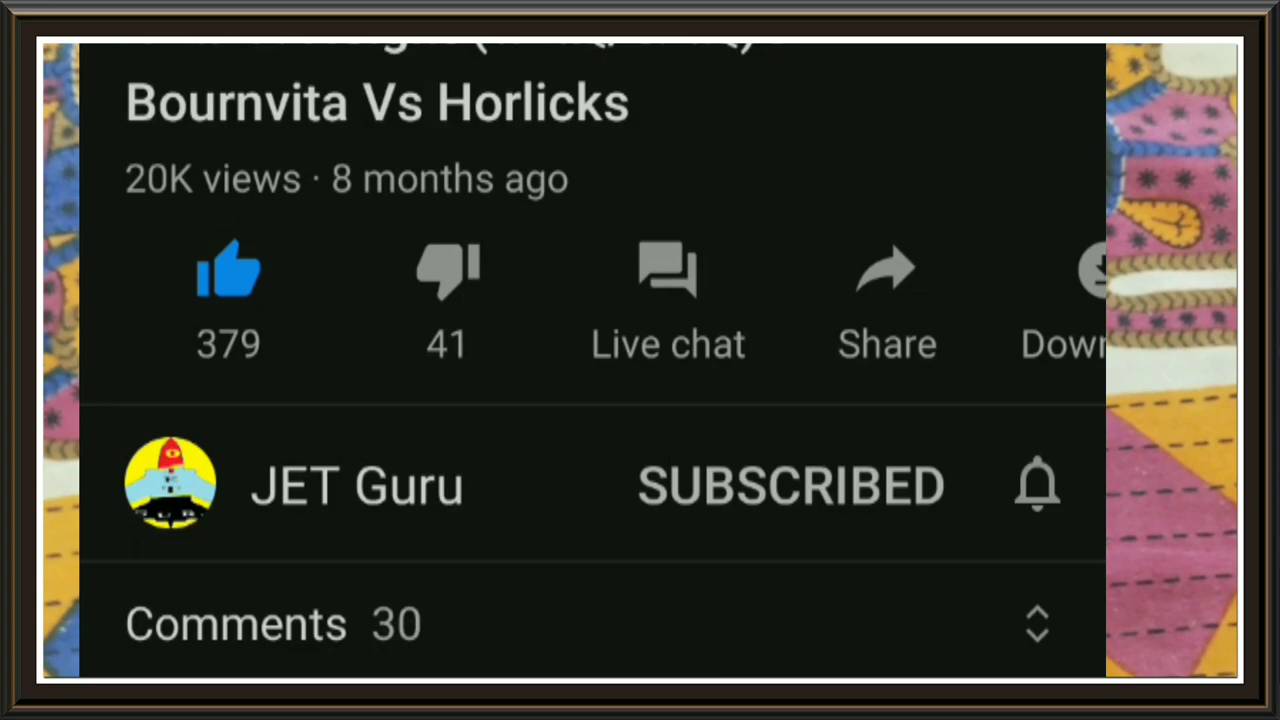 Bournvita Vs Horlicks
20K views · 8 months ago
379
41
Live chat
Share
JET Guru
SUBSCRIBED
Comments 30